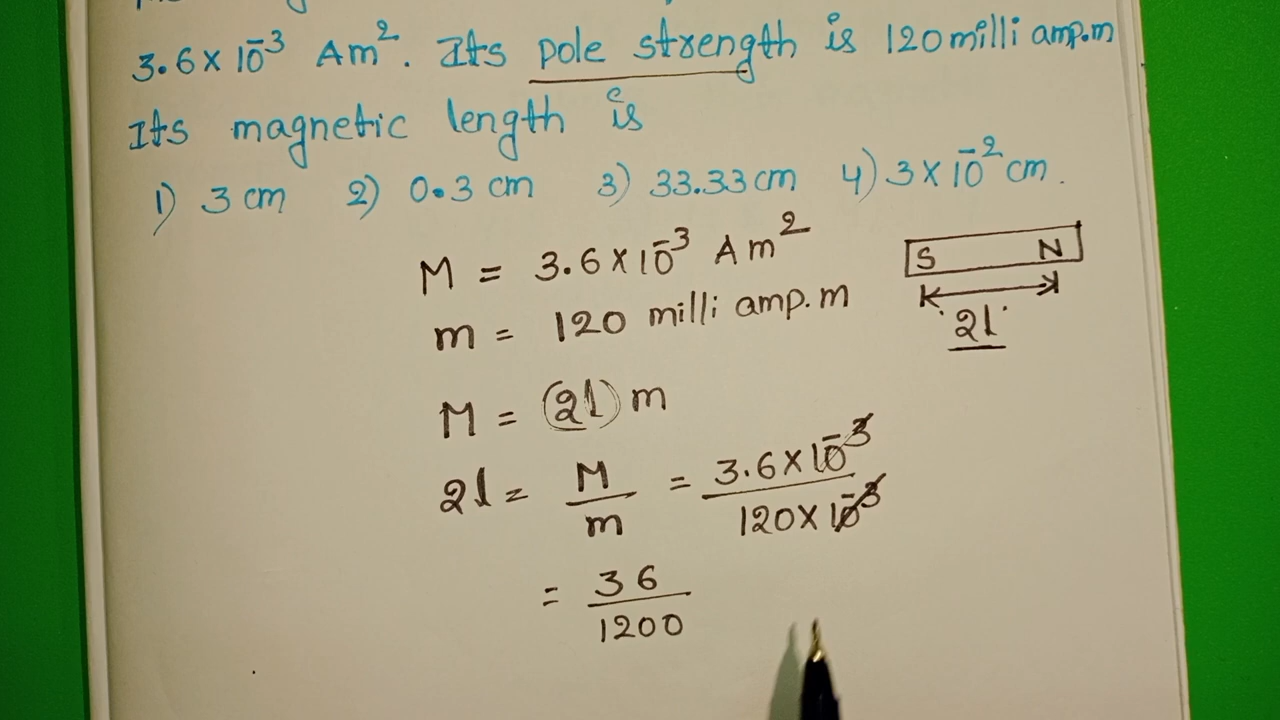 3.6 × 10⁻³ Am². Its pole strength is 120 milli amp.m
Its magnetic length is
1) 3 cm 2) 0.3 cm 3) 33.33 cm 4) 3 × 10⁻² cm.
M = 3.6 × 10⁻³ Am²
S N
m = 120 milli amp.m
2l
M = (2l) m
2l = M/m = 3.6 × 10⁻³/120 × 10⁻³
= 36/1200